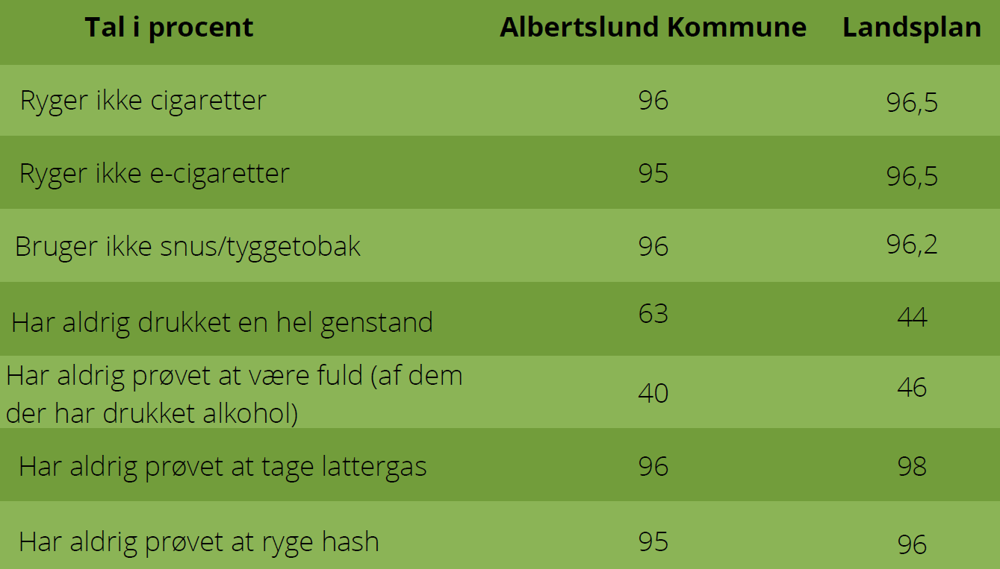 Tal i procent Albertslund Kommune Landsplan
Ryger ikke cigaretter 96 96,5
Ryger ikke e-cigaretter 95 96,5
Bruger ikke snus/tyggetobak 96 96,2
Har aldrig drukket en hel genstand 63 44
Har aldrig prøvet at være fuld (af dem
der har drukket alkohol) 40 46
Har aldrig prøvet at tage lattergas 96 98
Har aldrig prøvet at ryge hash 95 96